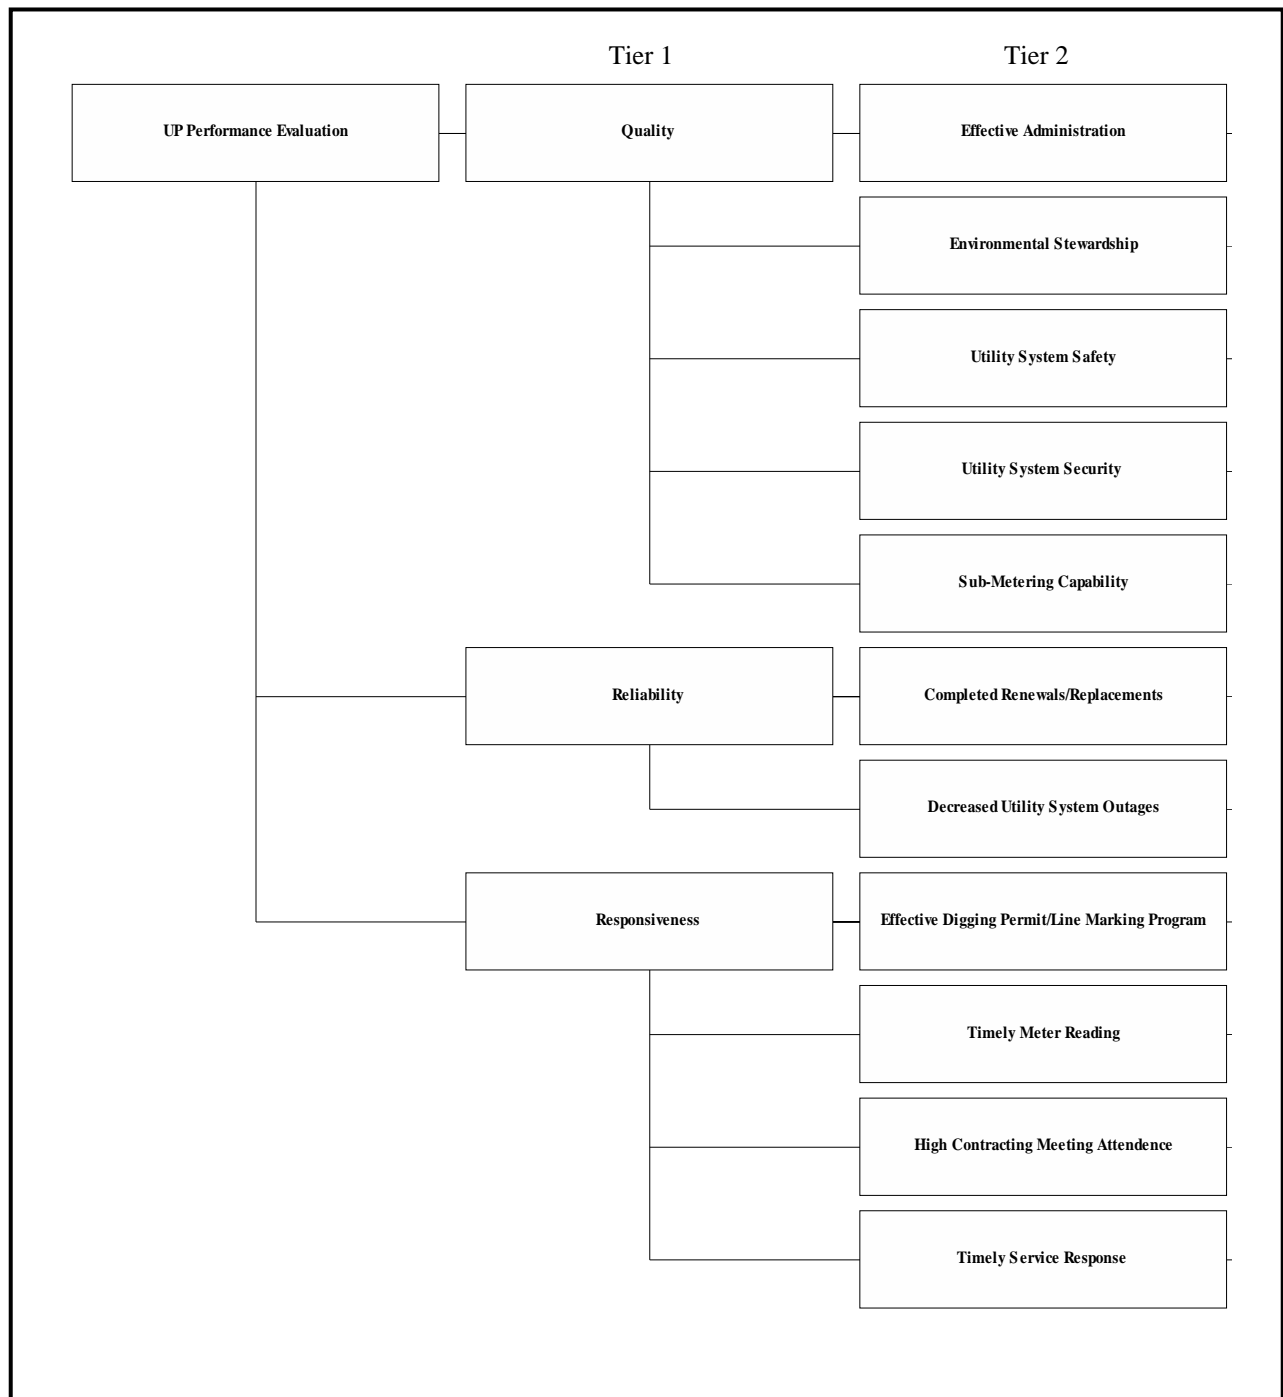 Tier 1
Tier 2
UP Performance Evaluation
Quality
Effective Administration
Environmental Stewardship
Utility System Safety
Utility System Security
Sub-Metering Capability
Reliability
Completed Renewals/Replacements
Decreased Utility System Outages
Responsiveness
Effective Digging Permit/Line Marking Program
Timely Meter Reading
High Contracting Meeting Attendence
Timely Service Response